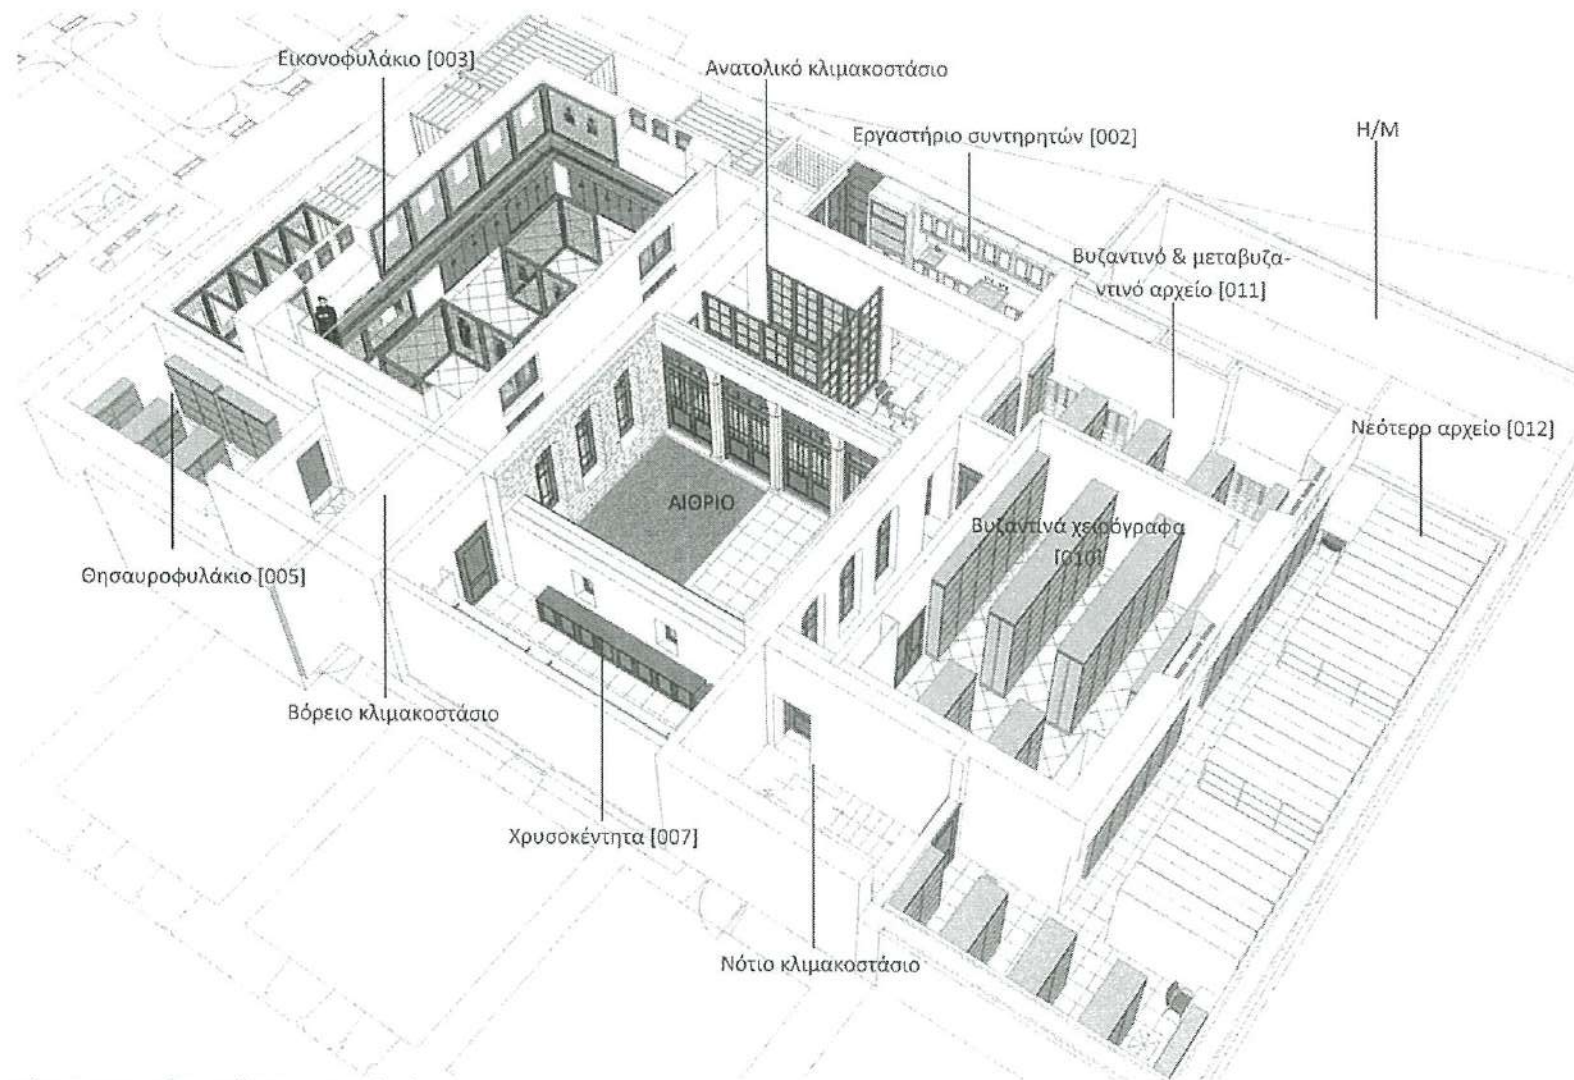 Εικονοφυλάκιο [003]
Ανατολικό κλιμακοστάσιο
Εργαστήριο συντηρητών [002]
Η/Μ
Βυζαντινό & μεταβυζα-
ντινό αρχείο [011]
Νεότερο αρχείο [012]
ΑΙΘΡΙΟ
Βυζαντινά χειρόγραφα
[010]
Θησαυροφυλάκιο [005]
Βόρειο κλιμακοστάσιο
Χρυσοκέντητα [007]
Νότιο κλιμακοστάσιο